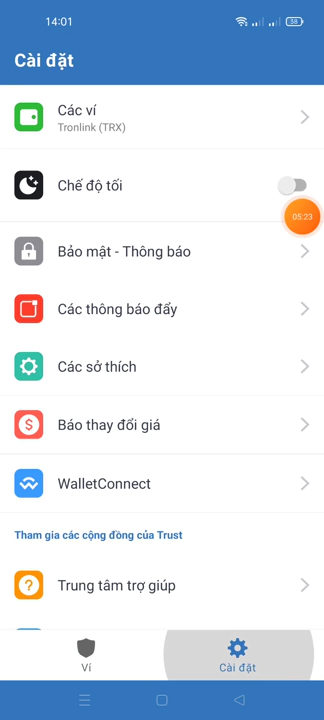 14:01
58
Cài đặt
Các ví
Tronlink (TRX)
Chế độ tối
05:23
Bảo mật - Thông báo
Các thông báo đẩy
Các sở thích
Báo thay đổi giá
WalletConnect
Tham gia các cộng đồng của Trust
Trung tâm trợ giúp
Ví
Cài đặt